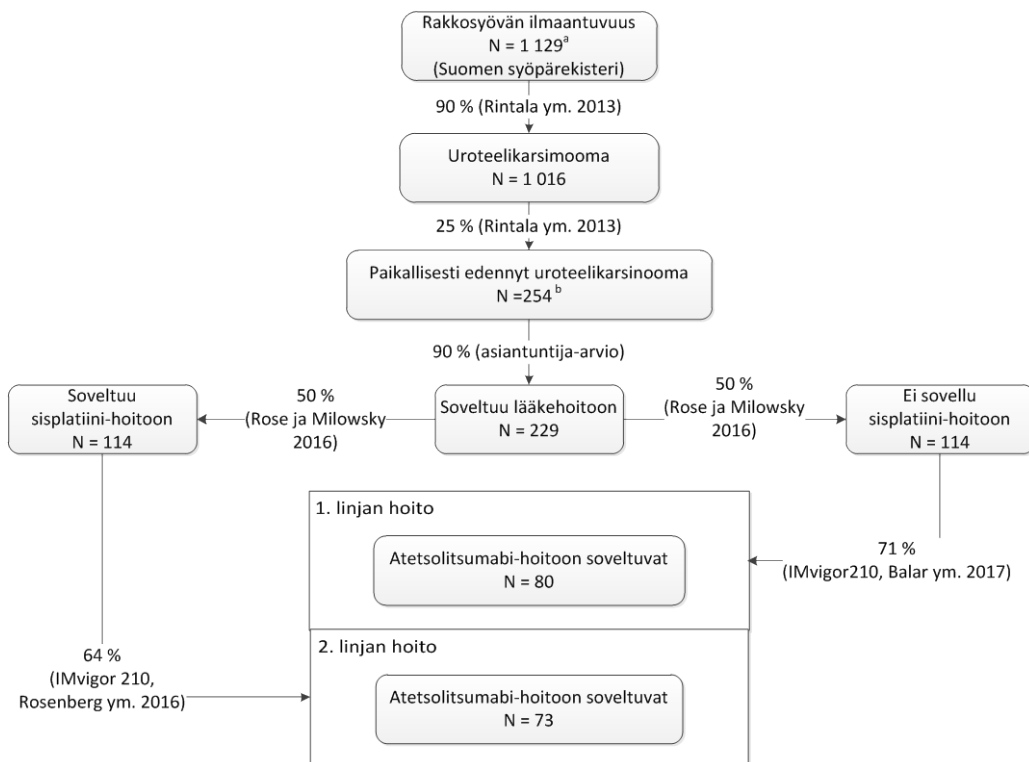 Rakkosyövän ilmaantuvuus
N = 1 129ᵃ
(Suomen syöpärekisteri)
90 % (Rintala ym. 2013)
Uroteelikarsimooma
N = 1 016
25 % (Rintala ym. 2013)
Paikallisesti edennyt uroteelikarsinooma
N =254 ᵇ
90 % (asiantuntija-arvio)
Soveltuu
sisplatiini-hoitoon
N = 114
50 %
(Rose ja Milowsky
2016)
Soveltuu lääkehoitoon
N = 229
50 %
(Rose ja Milowsky
2016)
Ei sovellu
sisplatiini-hoitoon
N = 114
1. linjan hoito
Atetsolitsumabi-hoitoon soveltuvat
N = 80
71 %
(IMvigor210, Balar ym. 2017)
2. linjan hoito
Atetsolitsumabi-hoitoon soveltuvat
N = 73
64 %
(IMvigor 210,
Rosenberg ym. 2016)